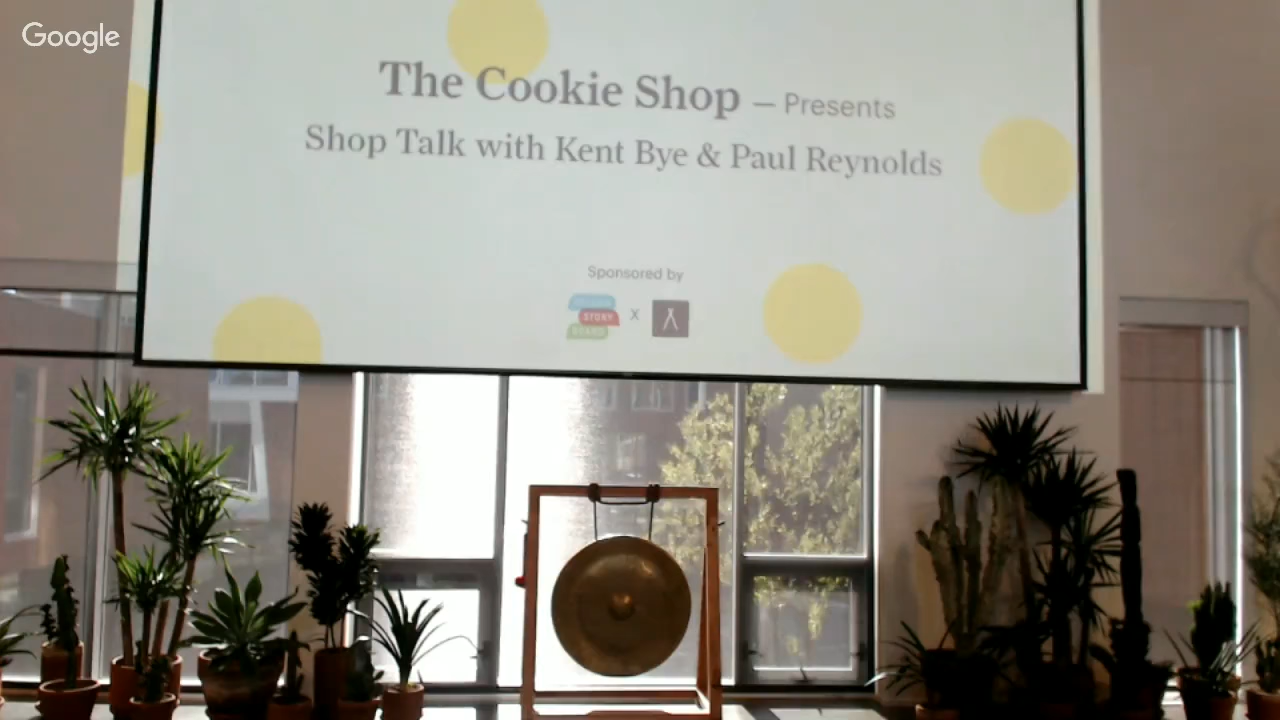 Google
The Cookie Shop — Presents
Shop Talk with Kent Bye & Paul Reynolds
Sponsored by
STORY
X